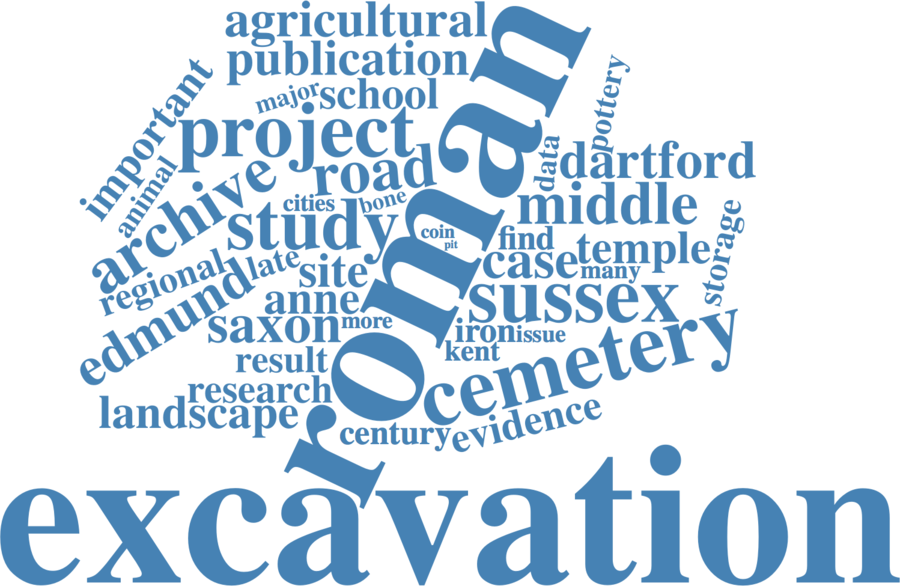 agricultural
publication
major
school
important
project
pottery
animal
road
data
dartford
archive
cities
bone
middle
study
coin
pit
roman
find
temple
storage
regional
late
site
case
many
edmund
anne
sussex
saxon
more
iron
issue
result
kent
cemetery
research
landscape
century
evidence
excavation